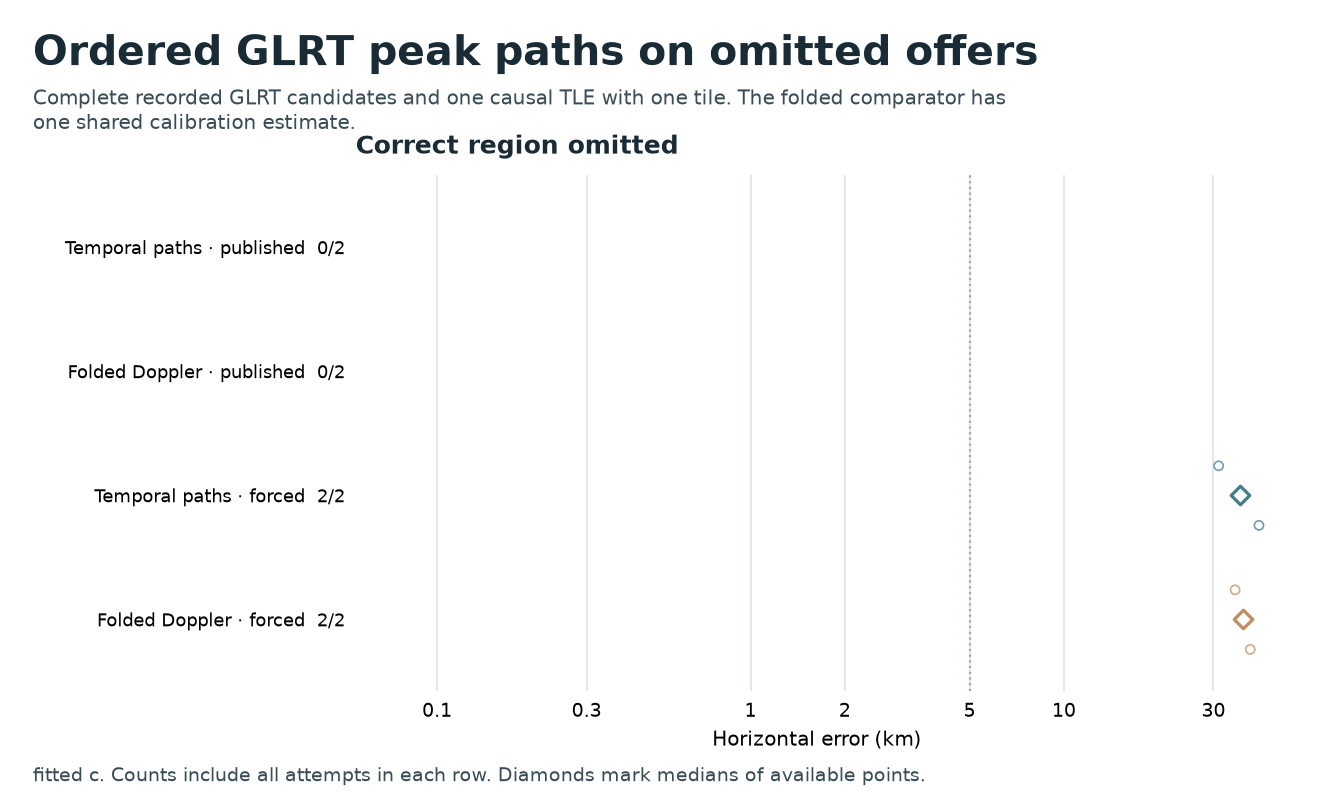 Ordered GLRT peak paths on omitted offers
Complete recorded GLRT candidates and one causal TLE with one tile. The folded comparator has
one shared calibration estimate.
Correct region omitted
Temporal paths · published 0/2
Folded Doppler · published 0/2
Temporal paths · forced 2/2
Folded Doppler · forced 2/2
0.1 0.3 1 2 5 10 30
Horizontal error (km)
fitted c. Counts include all attempts in each row. Diamonds mark medians of available points.